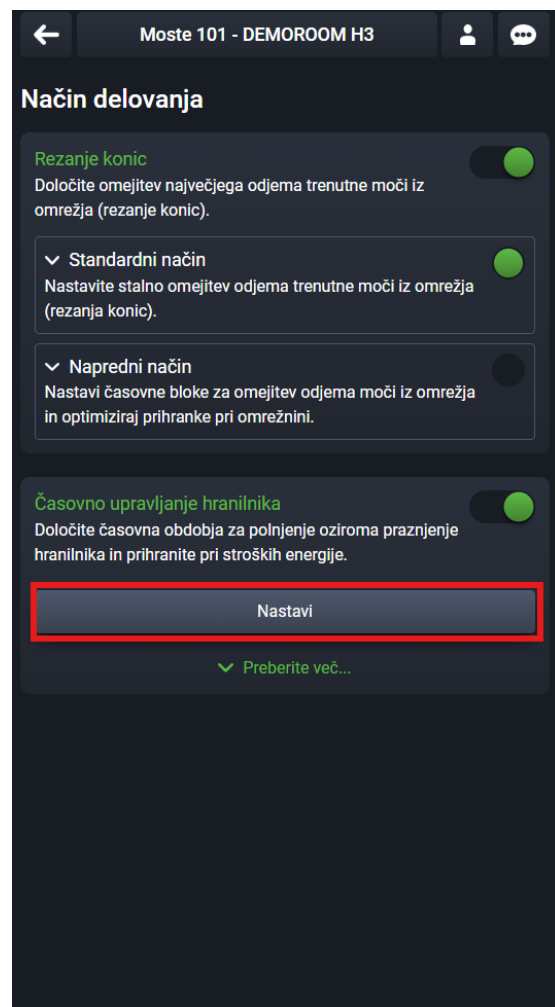 Moste 101 - DEMOROOM H3
Način delovanja
Rezanje konic
Določite omejitev največjega odjema trenutne moči iz
omrežja (rezanje konic).
Standardni način
Nastavite stalno omejitev odjema trenutne moči iz omrežja
(rezanja konic).
Napredni način
Nastavi časovne bloke za omejitev odjema moči iz omrežja
in optimiziraj prihranke pri omrežnini.
Časovno upravljanje hranilnika
Določite časovna obdobja za polnjenje oziroma praznjenje
hranilnika in prihranite pri stroških energije.
Nastavi
Preberite več...